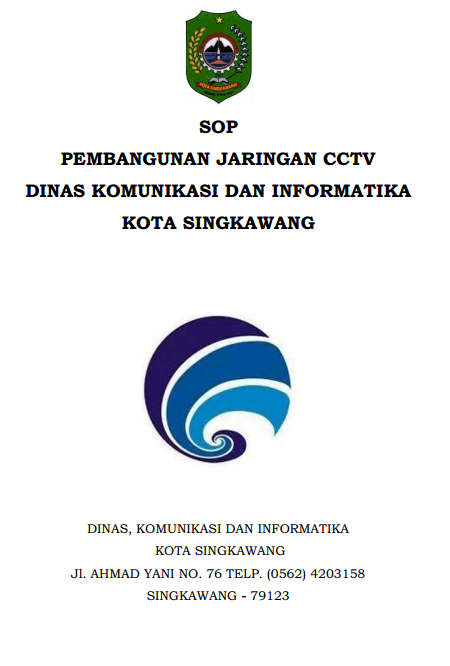 KOTA SINGKAWANG
SOP
PEMBANGUNAN JARINGAN CCTV
DINAS KOMUNIKASI DAN INFORMATIKA
KOTA SINGKAWANG
DINAS, KOMUNIKASI DAN INFORMATIKA
KOTA SINGKAWANG
Jl. AHMAD YANI NO. 76 TELP. (0562) 4203158
SINGKAWANG - 79123